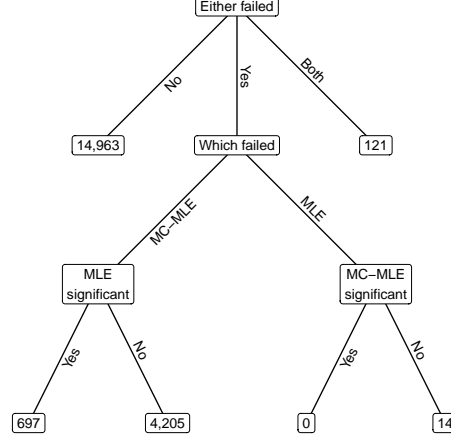 Either failed
No
Yes
Both
14,963
Which failed
121
MC−MLE
MLE
MLE
significant
MC−MLE
significant
Yes
No
Yes
No
697
4,205
0
14